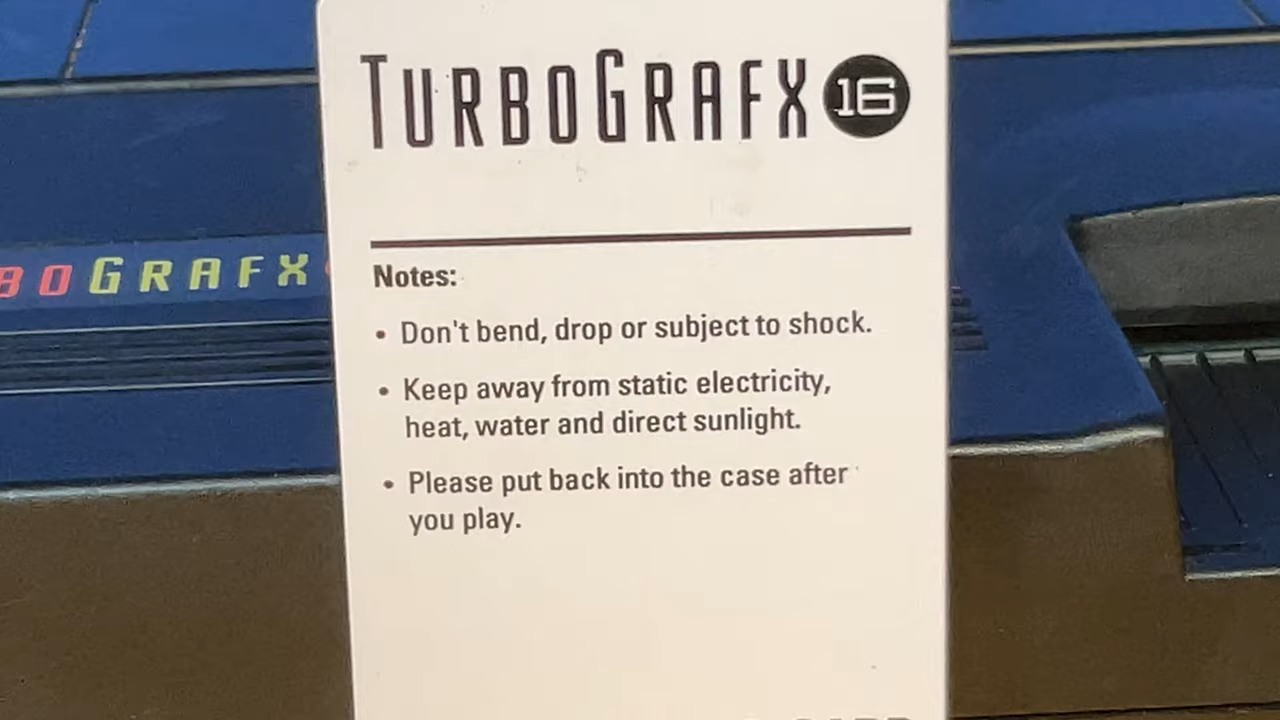 TURBOGRAFX 16
BOGRAFX
Notes:
• Don't bend, drop or subject to shock.
• Keep away from static electricity,
heat, water and direct sunlight.
• Please put back into the case after
you play.